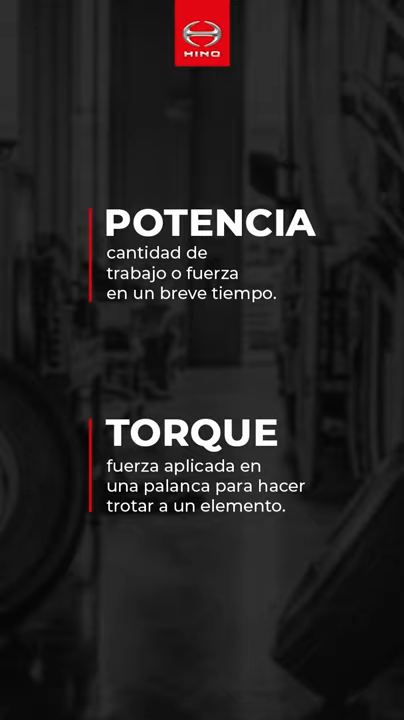 HINO
POTENCIA
cantidad de
trabajo o fuerza
en un breve tiempo.
TORQUE
fuerza aplicada en
una palanca para hacer
trotar a un elemento.